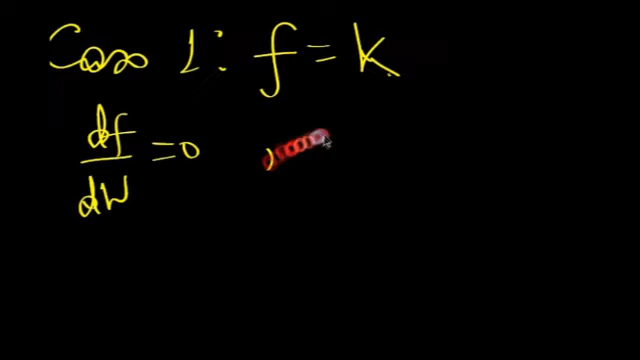 Caso 1: f = k
df/dW = 0 )